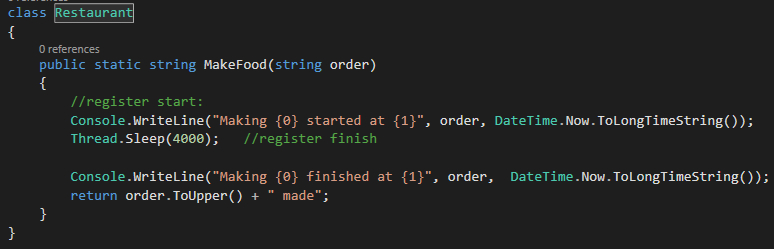 class Restaurant
{
0 references
public static string MakeFood(string order)
{
//register start:
Console.WriteLine("Making {0} started at {1}", order, DateTime.Now.ToLongTimeString());
Thread.Sleep(4000);   //register finish
Console.WriteLine("Making {0} finished at {1}", order,  DateTime.Now.ToLongTimeString());
return order.ToUpper() + " made";
}
}